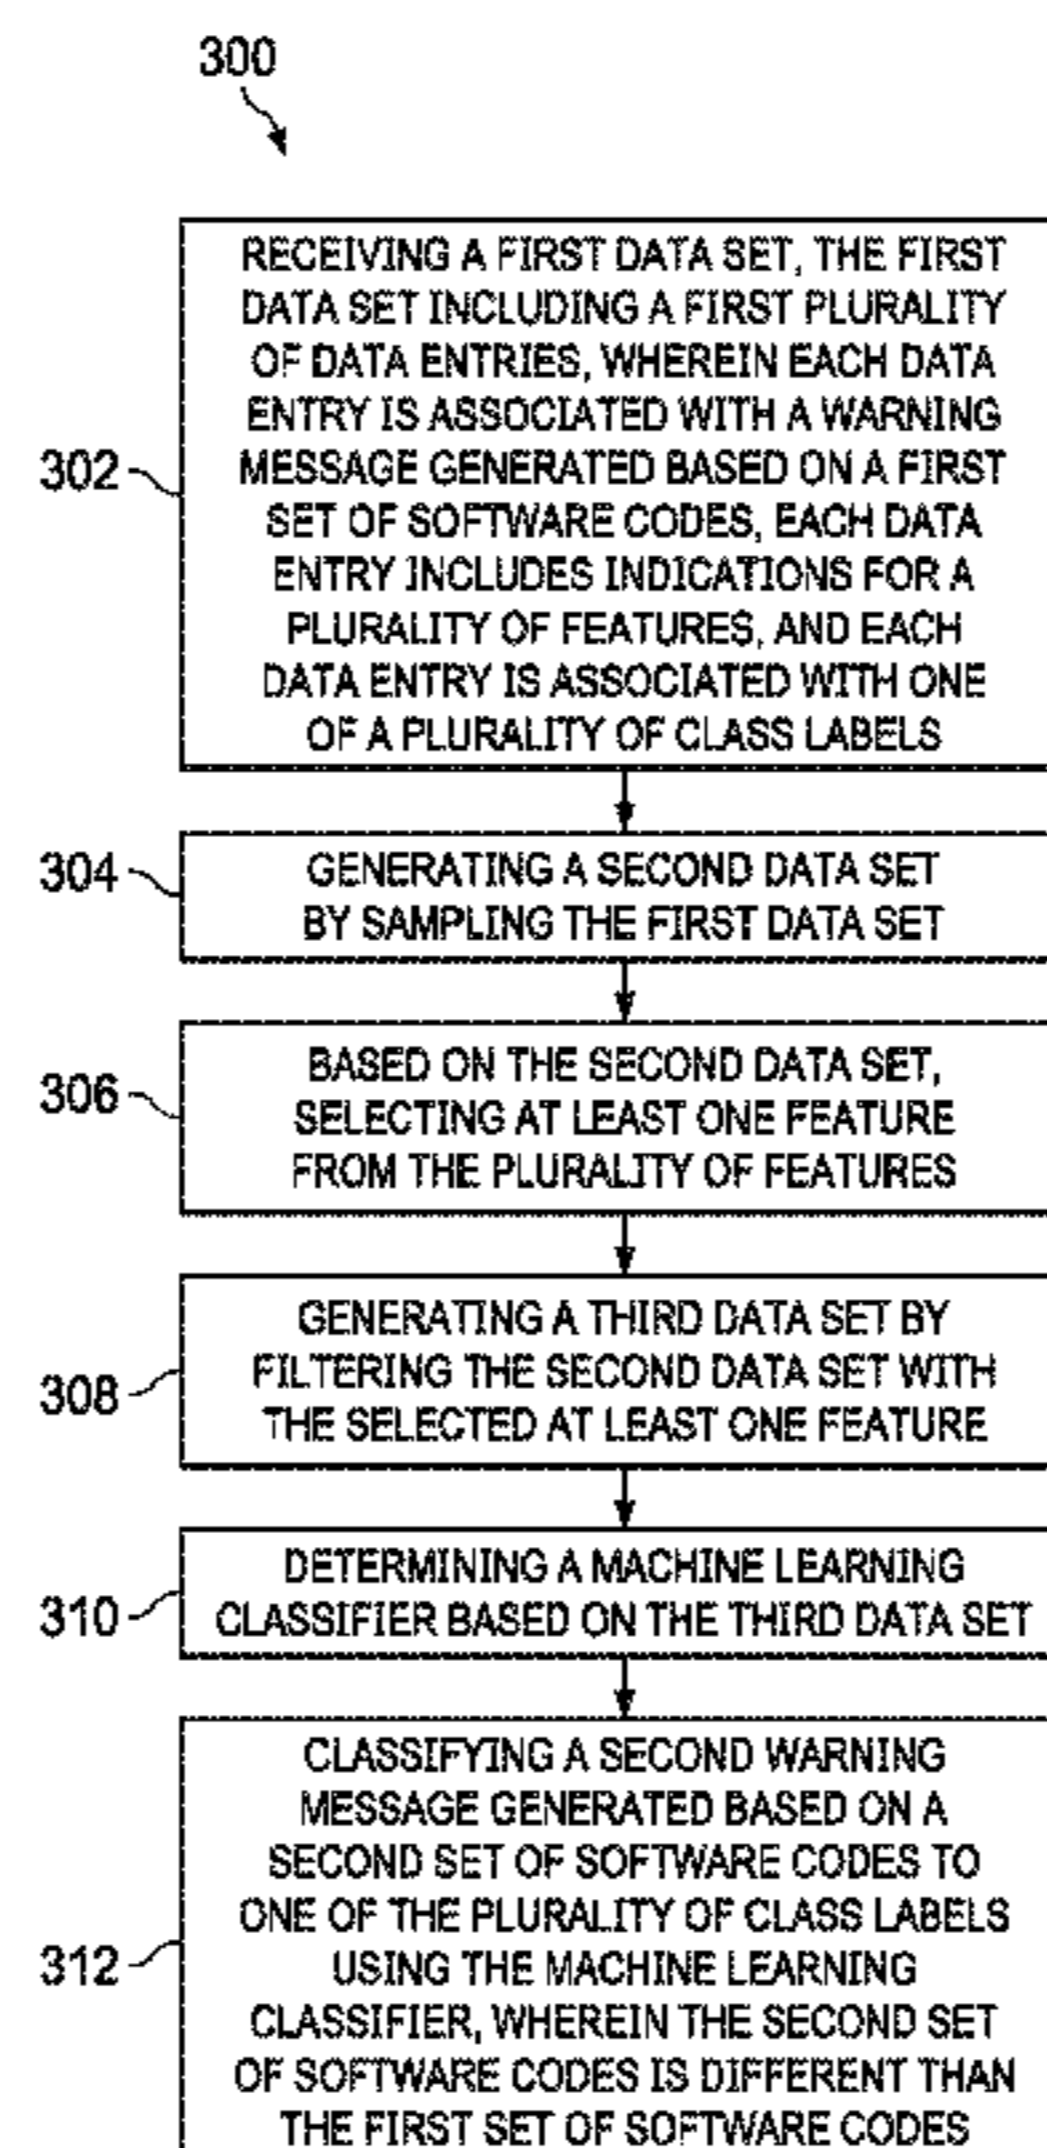 300
RECEIVING A FIRST DATA SET, THE FIRST
DATA SET INCLUDING A FIRST PLURALITY
OF DATA ENTRIES, WHEREIN EACH DATA
ENTRY IS ASSOCIATED WITH A WARNING
302
MESSAGE GENERATED BASED ON A FIRST
SET OF SOFTWARE CODES, EACH DATA
ENTRY INCLUDES INDICATIONS FOR A
PLURALITY OF FEATURES, AND EACH
DATA ENTRY IS ASSOCIATED WITH ONE
OF A PLURALITY OF CLASS LABELS
304
GENERATING A SECOND DATA SET
BY SAMPLING THE FIRST DATA SET
306
BASED ON THE SECOND DATA SET,
SELECTING AT LEAST ONE FEATURE
FROM THE PLURALITY OF FEATURES
308
GENERATING A THIRD DATA SET BY
FILTERING THE SECOND DATA SET WITH
THE SELECTED AT LEAST ONE FEATURE
310
DETERMINING A MACHINE LEARNING
CLASSIFIER BASED ON THE THIRD DATA SET
312
CLASSIFYING A SECOND WARNING
MESSAGE GENERATED BASED ON A
SECOND SET OF SOFTWARE CODES TO
ONE OF THE PLURALITY OF CLASS LABELS
USING THE MACHINE LEARNING
CLASSIFIER, WHEREIN THE SECOND SET
OF SOFTWARE CODES IS DIFFERENT THAN
THE FIRST SET OF SOFTWARE CODES